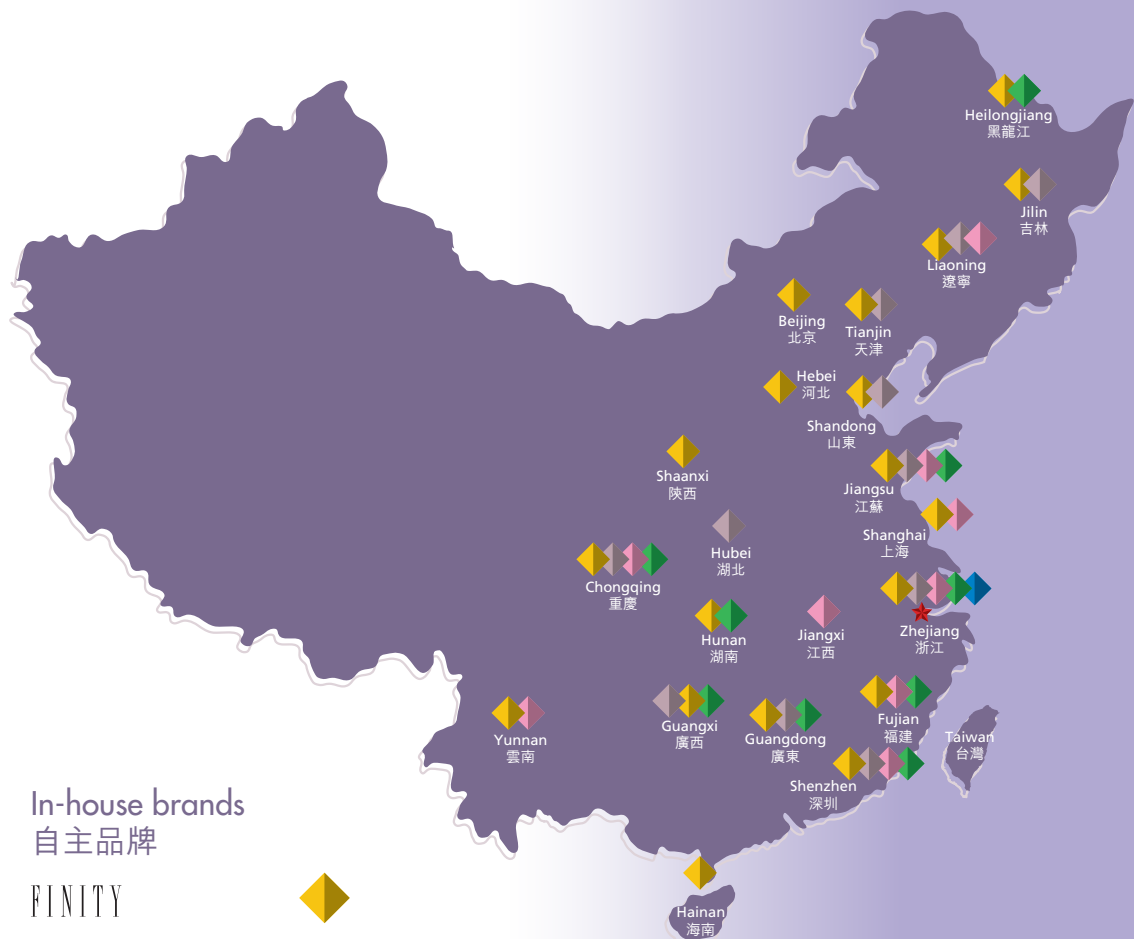 Heilongjiang
黑龍江
Jilin
吉林
Liaoning
遼寧
Beijing
北京
Tianjin
天津
Hebei
河北
Shandong
山東
Shaanxi
陝西
Jiangsu
江蘇
Shanghai
上海
Hubei
湖北
Chongqing
重慶
Hunan
湖南
Jiangxi
江西
Zhejiang
浙江
Yunnan
雲南
Guangxi
廣西
Guangdong
廣東
Fujian
福建
Taiwan
台灣
Shenzhen
深圳
Hainan
海南
In-house brands
自主品牌
FINITY